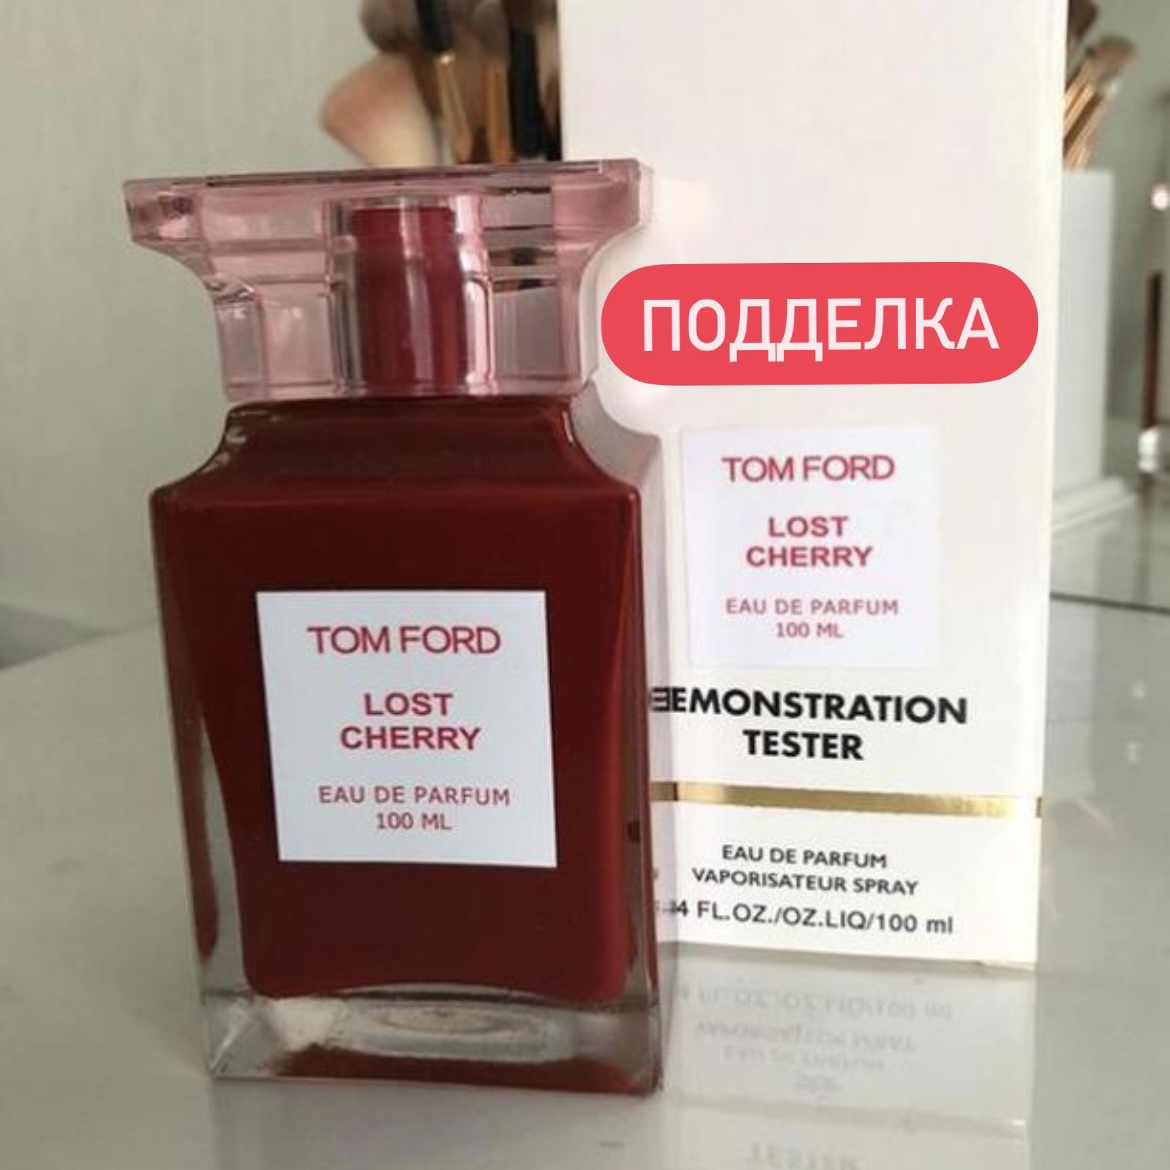 ПОДДЕЛКА
TOM FORD
LOST
CHERRY
EAU DE PARFUM
100 ML
TOM FORD
LOST
CHERRY
EAU DE PARFUM
100 ML
TESTER
EAU DE PARFUM
VAPORISATEUR SPRAY
FL.OZ./OZ.LIQ/100 ml